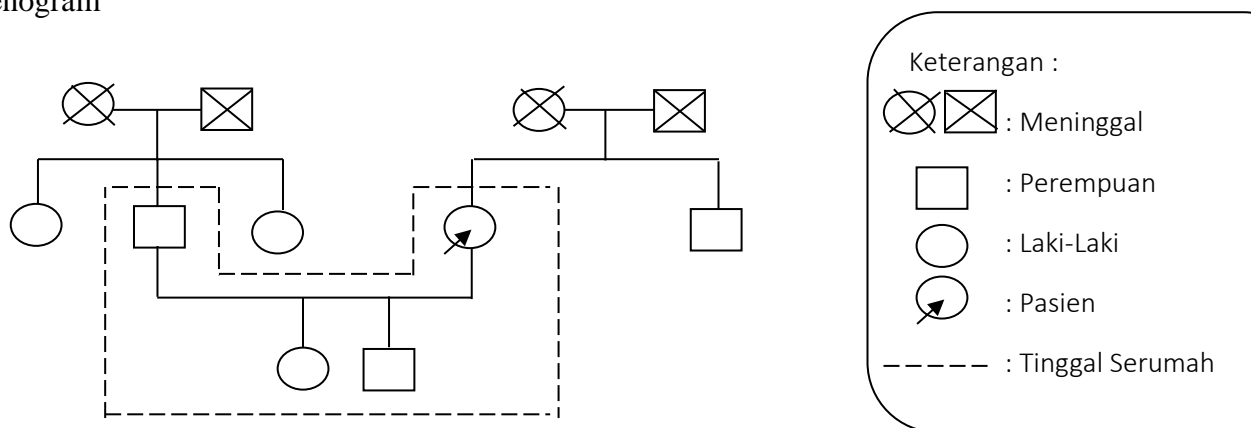 enogram
Keterangan :
: Meninggal
: Perempuan
: Laki-Laki
: Pasien
: Tinggal Serumah